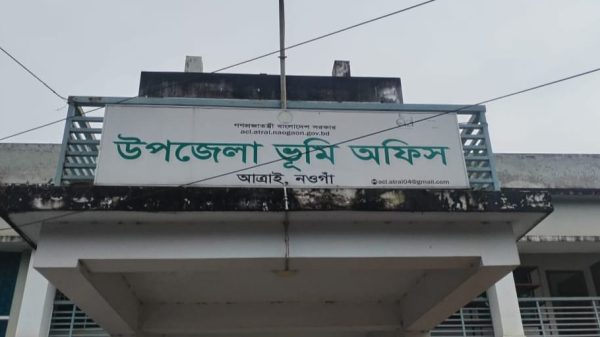 গণপ্রজাতন্ত্রী বাংলাদেশ সরকার
acl.atrai.naogaon.gov.bd
উপজেলা ভূমি অফিস
আত্রাই, নওগাঁ
acl.atrai04@gmail.com